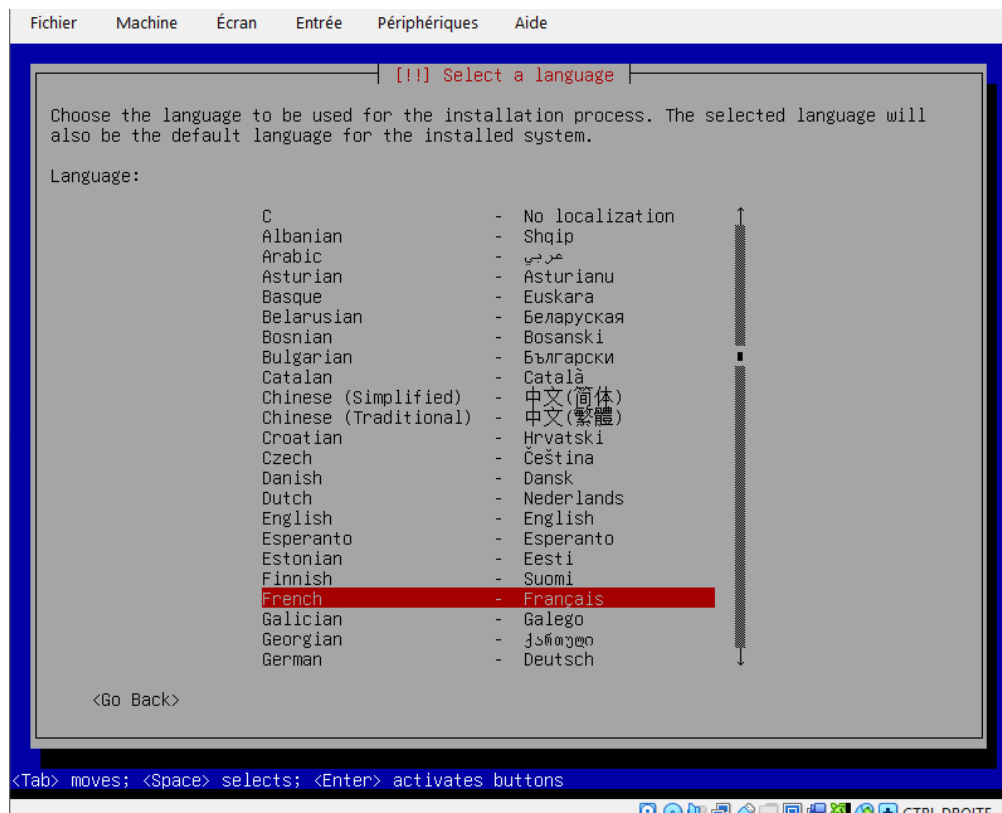 Fichier Machine Écran Entrée Périphériques Aide
[!!] Select a language
Choose the language to be used for the installation process. The selected language will
also be the default language for the installed system.
Language:
C - No localization
Albanian - Shqip
Arabic - عربي
Asturian - Asturianu
Basque - Euskara
Belarusian - Беларуская
Bosnian - Bosanski
Bulgarian - Български
Catalan - Català
Chinese (Simplified) - 中文(简体)
Chinese (Traditional) - 中文(繁體)
Croatian - Hrvatski
Czech - Čeština
Danish - Dansk
Dutch - Nederlands
English - English
Esperanto - Esperanto
Estonian - Eesti
Finnish - Suomi
French - Français
Galician - Galego
Georgian - ქართული
German - Deutsch
<Go Back>
<Tab> moves; <Space> selects; <Enter> activates buttons
CTRL DROITE